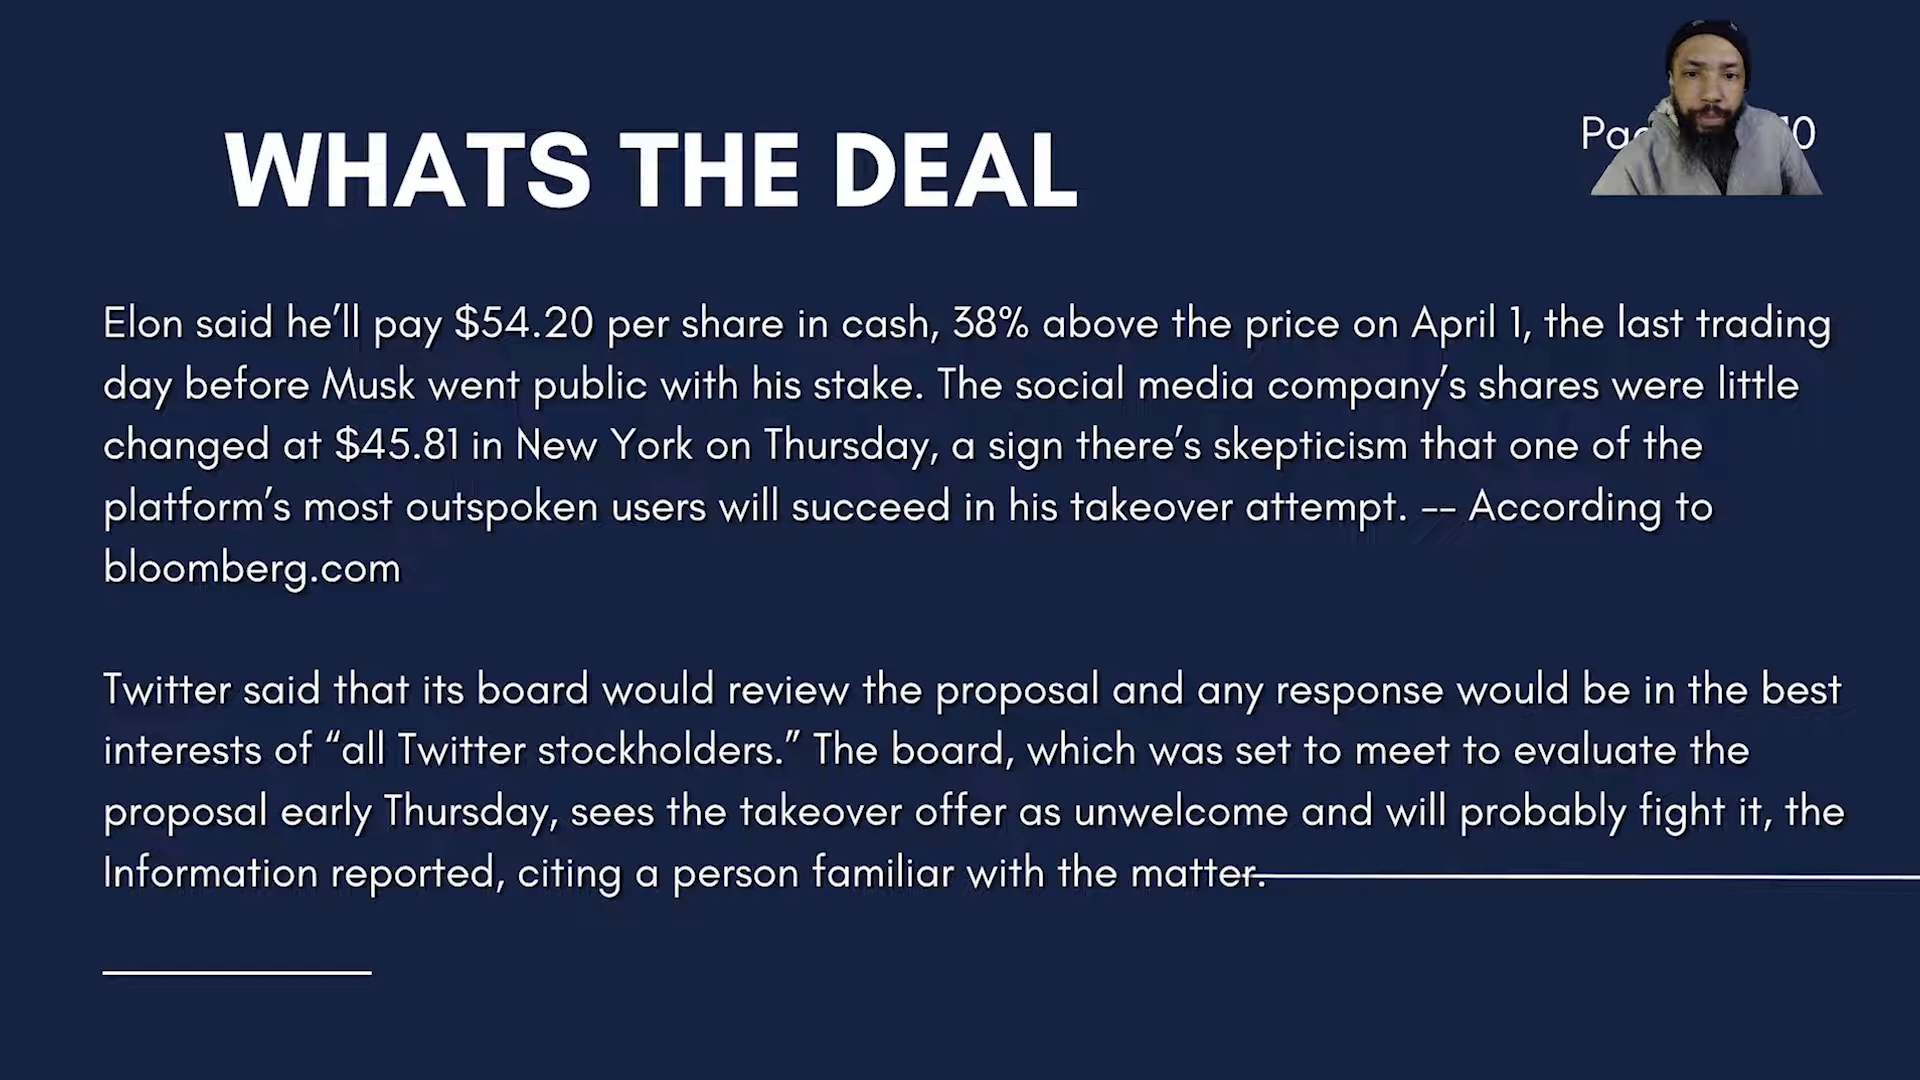 WHATS THE DEAL
Elon said he’ll pay $54.20 per share in cash, 38% above the price on April 1, the last trading
day before Musk went public with his stake. The social media company’s shares were little
changed at $45.81 in New York on Thursday, a sign there’s skepticism that one of the
platform’s most outspoken users will succeed in his takeover attempt. -- According to
bloomberg.com
Twitter said that its board would review the proposal and any response would be in the best
interests of “all Twitter stockholders.” The board, which was set to meet to evaluate the
proposal early Thursday, sees the takeover offer as unwelcome and will probably fight it, the
Information reported, citing a person familiar with the matter.